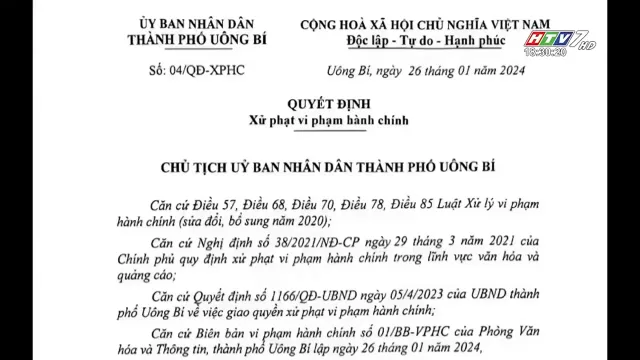 ỦY BAN NHÂN DÂN
THÀNH PHỐ UÔNG BÍ
CỘNG HOÀ XÃ HỘI CHỦ NGHĨA VIỆT NAM
Độc lập - Tự do - Hạnh phúc
HTV7 HD
18:30:20
Số: 04/QĐ-XPHC
Uông Bí, ngày 26 tháng 01 năm 2024
QUYẾT ĐỊNH
Xử phạt vi phạm hành chính
CHỦ TỊCH UỶ BAN NHÂN DÂN THÀNH PHỐ UÔNG BÍ
Căn cứ Điều 57, Điều 68, Điều 70, Điều 78, Điều 85 Luật Xử lý vi phạm
hành chính (sửa đổi, bổ sung năm 2020);
Căn cứ Nghị định số 38/2021/NĐ-CP ngày 29 tháng 3 năm 2021 của
Chính phủ quy định xử phạt vi phạm hành chính trong lĩnh vực văn hóa và
quảng cáo;
Căn cứ Quyết định số 1166/QĐ-UBND ngày 05/4/2023 của UBND thành
phố Uông Bí về việc giao quyền xử phạt vi phạm hành chính;
Căn cứ Biên bản vi phạm hành chính số 01/BB-VPHC của Phòng Văn
hóa và Thông tin, thành phố Uông Bí lập ngày 26 tháng 01 năm 2024,